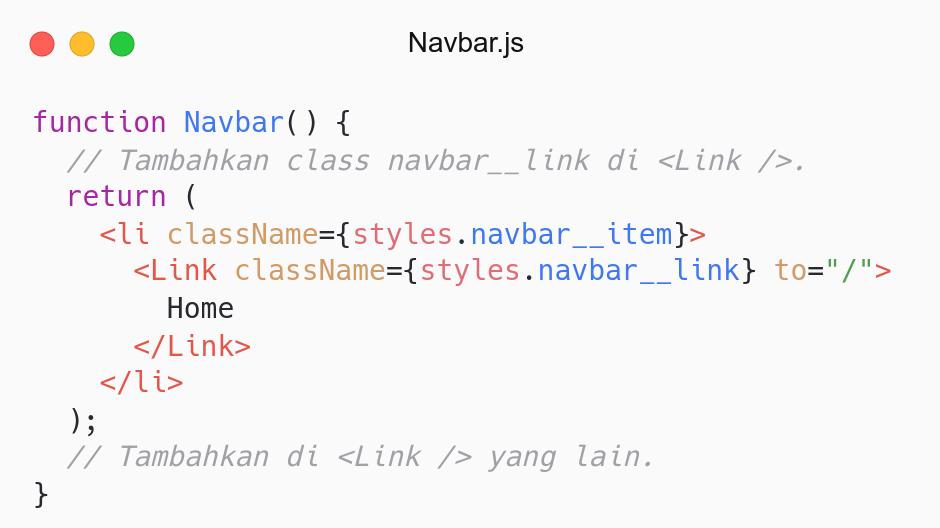 Navbar.js
function Navbar() {
  // Tambahkan class navbar__link di <Link />.
  return (
    <li className={styles.navbar__item}>
      <Link className={styles.navbar__link} to="/">
        Home
      </Link>
    </li>
  );
  // Tambahkan di <Link /> yang lain.
}